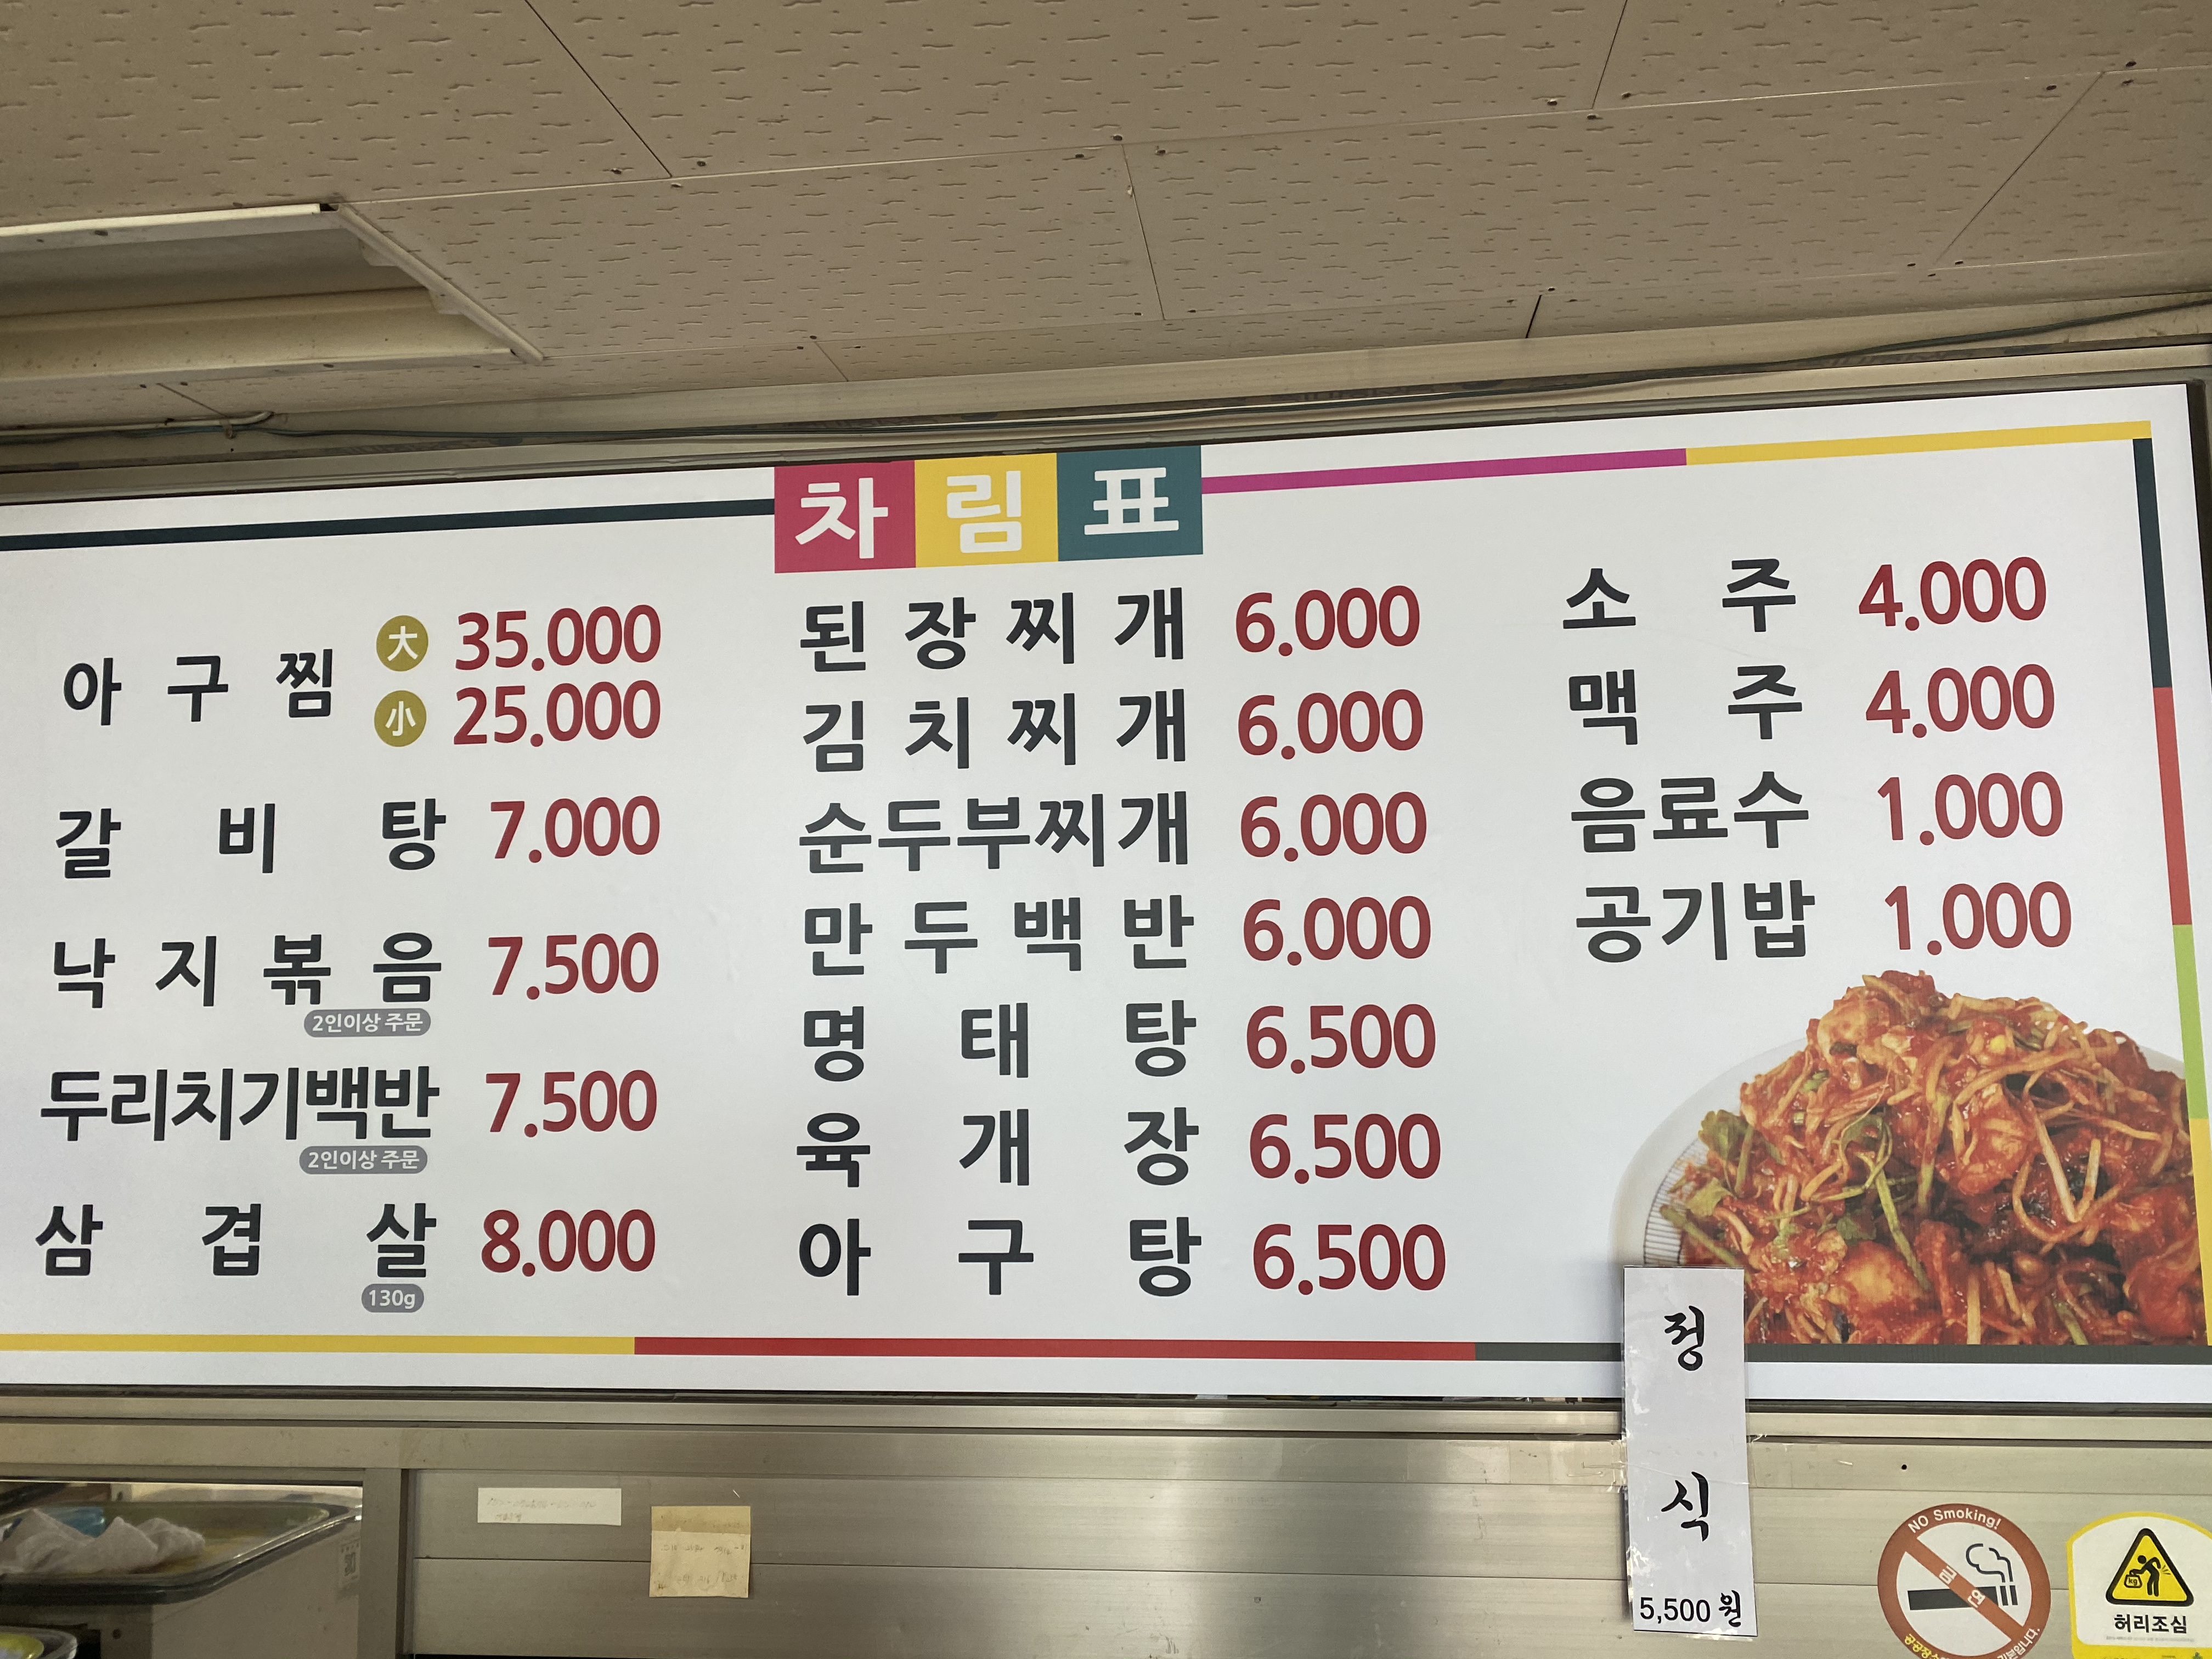 차림표
아구찜 大 35.000
小 25.000
갈비탕 7.000
낙지볶음 7.500
2인이상 주문
두리치기백반 7.500
2인이상 주문
삼겹살 8.000
130g
된장찌개 6.000
김치찌개 6.000
순두부찌개 6.000
만두백반 6.000
명태탕 6.500
육개장 6.500
아구탕 6.500
소주 4.000
맥주 4.000
음료수 1.000
공기밥 1.000
정식
5,500원
NO Smoking!
금연
kg
허리조심